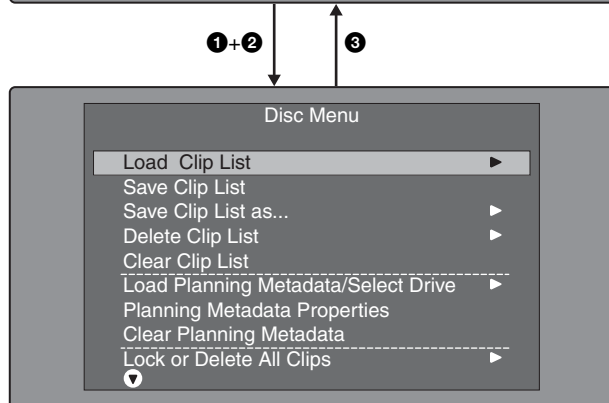 ❶+❷
❸
Disc Menu
Load Clip List
Save Clip List
Save Clip List as...
Delete Clip List
Clear Clip List
Load Planning Metadata/Select Drive
Planning Metadata Properties
Clear Planning Metadata
Lock or Delete All Clips